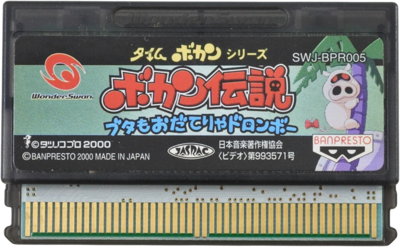 タイム ボカン シリーズ
SWJ-BPR005
WonderSwan
ボカン伝説
ブタもおだてりゃドロンボー
©タツノコプロ 2000
©BANPRESTO 2000 MADE IN JAPAN
JASRAC
日本音楽著作権協会
(ビデオ)第993571号
BANPRESTO